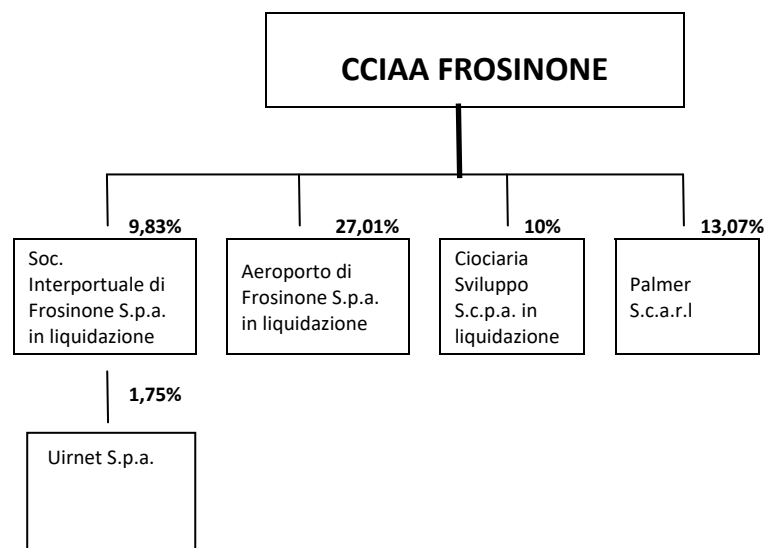 CCIAA FROSINONE
9,83%
Soc.
Interportuale di
Frosinone S.p.a.
in liquidazione
27,01%
Aeroporto di
Frosinone S.p.a.
in liquidazione
10%
Ciociaria
Sviluppo
S.c.p.a. in
liquidazione
13,07%
Palmer
S.c.a.r.l
1,75%
Uirnet S.p.a.